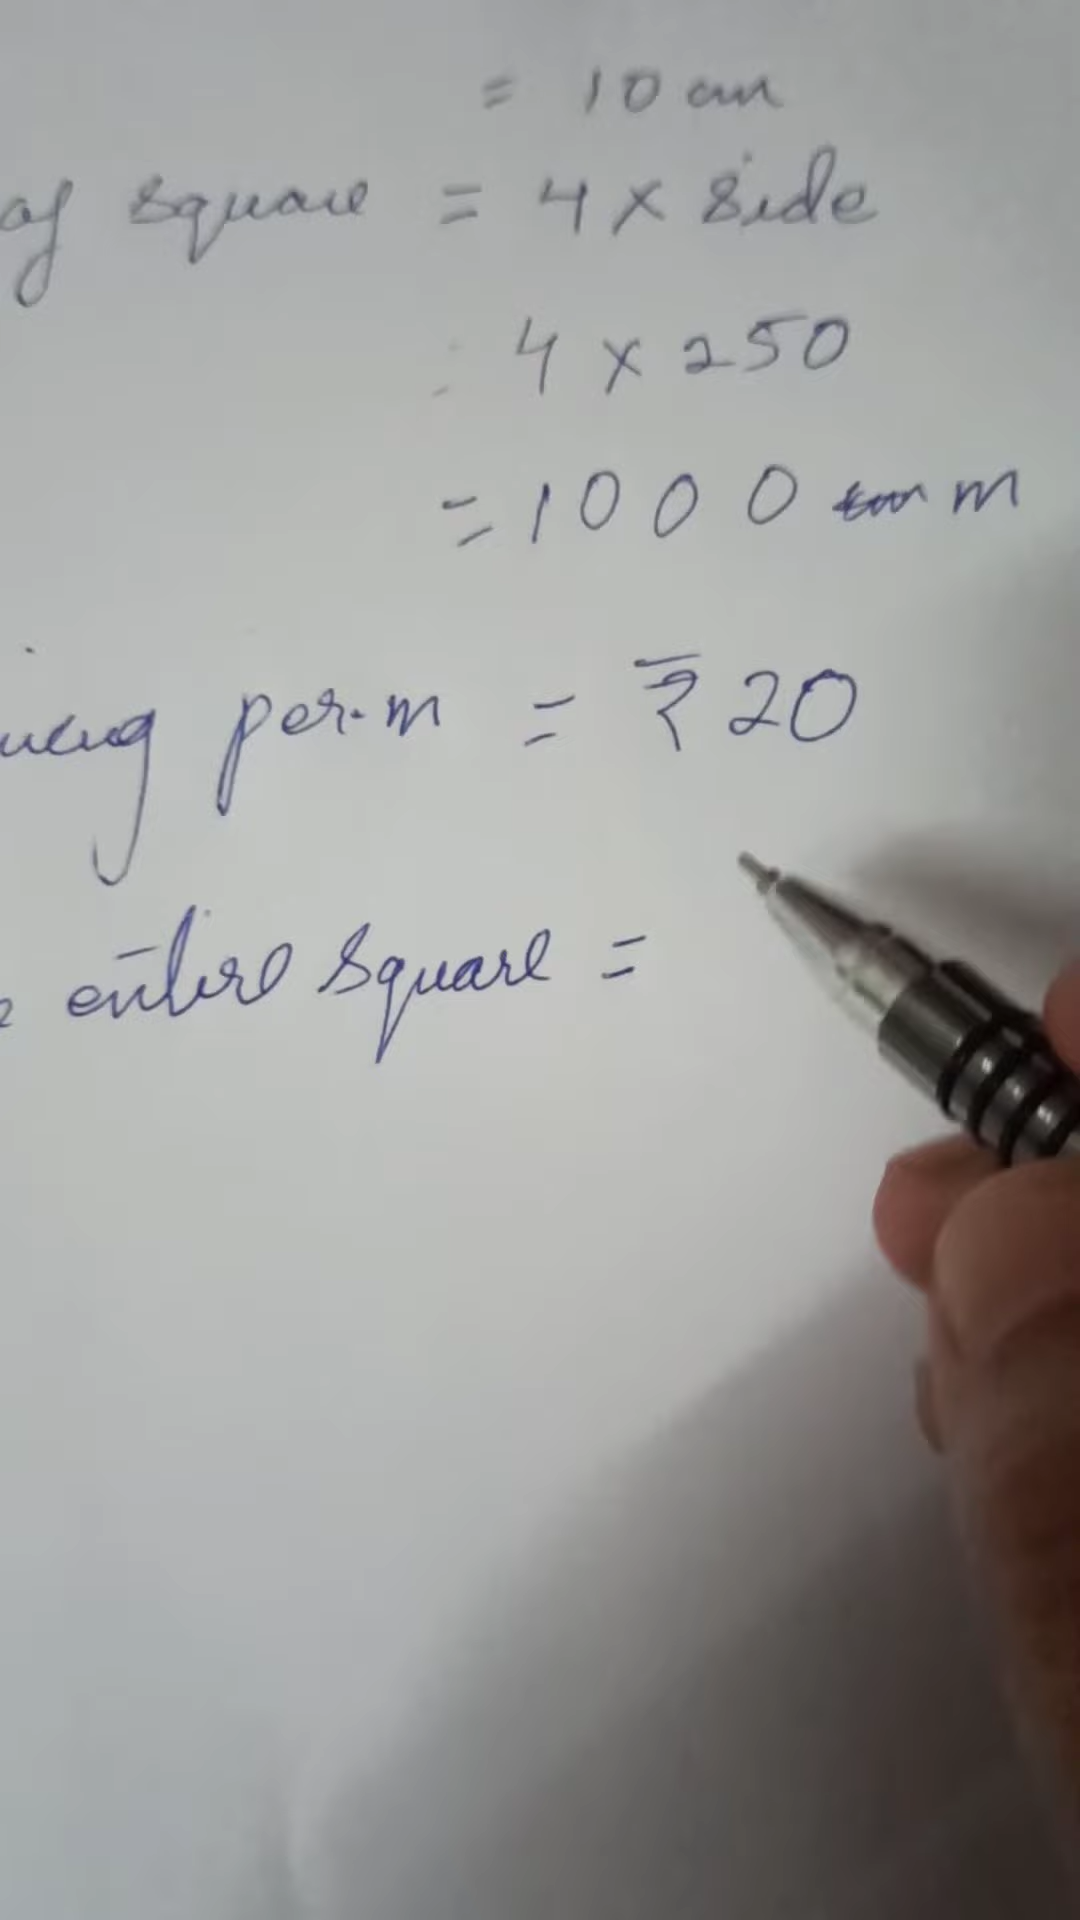 = 10 cm
of square = 4 x side
4 x 250
= 1000 m
per m = ₹20
entire square =